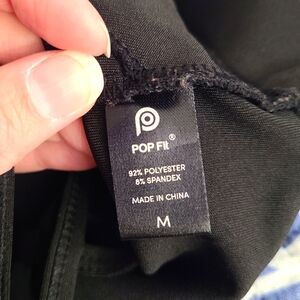 POP Fit ®
92% POLYESTER
8% SPANDEX
MADE IN CHINA
M